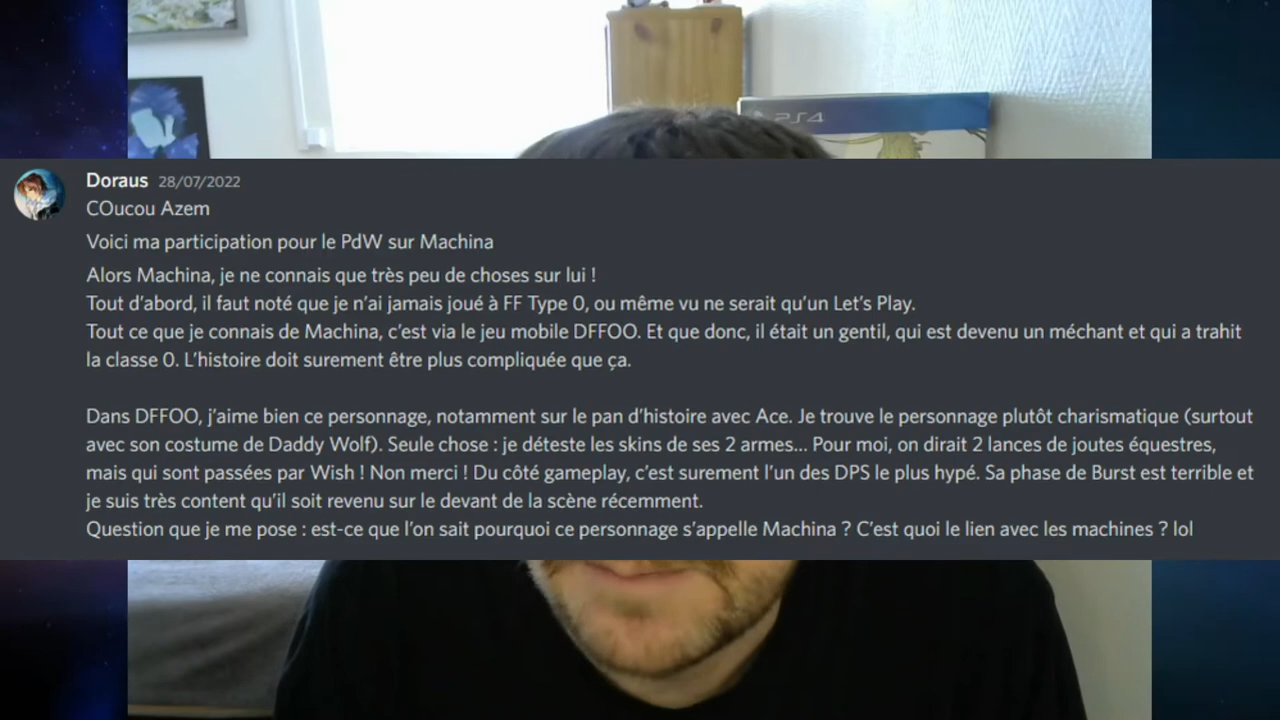 PS4
Doraus 28/07/2022
COucou Azem
Voici ma participation pour le PdW sur Machina
Alors Machina, je ne connais que très peu de choses sur lui !
Tout d'abord, il faut noté que je n'ai jamais joué à FF Type 0, ou même vu ne serait qu'un Let's Play.
Tout ce que je connais de Machina, c'est via le jeu mobile DFFOO. Et que donc, il était un gentil, qui est devenu un méchant et qui a trahit
la classe 0. L'histoire doit surement être plus compliquée que ça.
Dans DFFOO, j'aime bien ce personnage, notamment sur le pan d'histoire avec Ace. Je trouve le personnage plutôt charismatique (surtout
avec son costume de Daddy Wolf). Seule chose : je déteste les skins de ses 2 armes... Pour moi, on dirait 2 lances de joutes équestres,
mais qui sont passées par Wish ! Non merci ! Du côté gameplay, c'est surement l'un des DPS le plus hypé. Sa phase de Burst est terrible et
je suis très content qu'il soit revenu sur le devant de la scène récemment.
Question que je me pose : est-ce que l'on sait pourquoi ce personnage s'appelle Machina ? C'est quoi le lien avec les machines ? lol